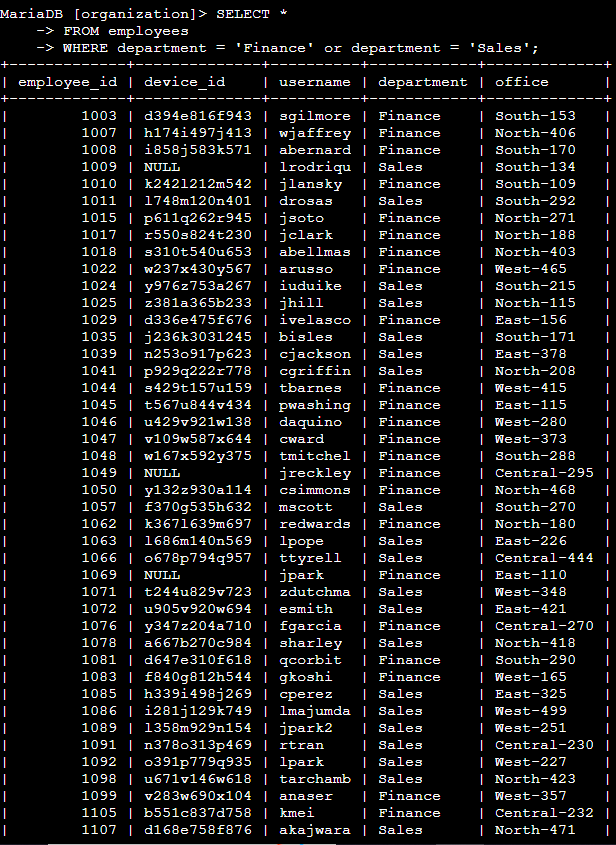 MariaDB [organization]> SELECT *
    -> FROM employees
    -> WHERE department = 'Finance' or department = 'Sales';
+-------------+--------------+----------+------------+-------------+
| employee_id | device_id    | username | department | office      |
+-------------+--------------+----------+------------+-------------+
|        1003 | d394e816f943 | sgilmore | Finance    | South-153   |
|        1007 | h174i497j413 | wjaffrey | Finance    | North-406   |
|        1008 | i858j583k571 | abernard | Finance    | South-170   |
|        1009 | NULL         | lrodriqu | Sales      | South-134   |
|        1010 | k242l212m542 | jlansky  | Finance    | South-109   |
|        1011 | l748m120n401 | drosas   | Sales      | South-292   |
|        1015 | p611q262r945 | jsoto    | Finance    | North-271   |
|        1017 | r550s824t230 | jclark   | Finance    | North-188   |
|        1018 | s310t540u653 | abellmas | Finance    | North-403   |
|        1022 | w237x430y567 | arusso   | Finance    | West-465    |
|        1024 | y976z753a267 | iuduike  | Sales      | South-215   |
|        1025 | z381a365b233 | jhill    | Sales      | North-115   |
|        1029 | d336e475f676 | ivelasco | Finance    | East-156    |
|        1035 | j236k303l245 | bisles   | Sales      | South-171   |
|        1039 | n253o917p623 | cjackson | Sales      | East-378    |
|        1041 | p929q222r778 | cgriffin | Sales      | North-208   |
|        1044 | s429t157u159 | tbarnes  | Finance    | West-415    |
|        1045 | t567u844v434 | pwashing | Finance    | East-115    |
|        1046 | u429v921w138 | daquino  | Finance    | West-280    |
|        1047 | v109w587x644 | cward    | Finance    | West-373    |
|        1048 | w167x592y375 | tmitchel | Finance    | South-288   |
|        1049 | NULL         | jreckley | Finance    | Central-295 |
|        1050 | y132z930a114 | csimmons | Finance    | North-468   |
|        1057 | f370g535h632 | mscott   | Sales      | South-270   |
|        1062 | k367l639m697 | redwards | Finance    | North-180   |
|        1063 | l686m140n569 | lpope    | Sales      | East-226    |
|        1066 | o678p794q957 | ttyrell  | Sales      | Central-444 |
|        1069 | NULL         | jpark    | Finance    | East-110    |
|        1071 | t244u829v723 | zdutchma | Sales      | West-348    |
|        1072 | u905v920w694 | esmith   | Sales      | East-421    |
|        1076 | y347z204a710 | fgarcia  | Finance    | Central-270 |
|        1078 | a667b270c984 | sharley  | Sales      | North-418   |
|        1081 | d647e310f618 | qcorbit  | Finance    | South-290   |
|        1083 | f840g812h544 | gkoshi   | Finance    | West-165    |
|        1085 | h339i498j269 | cperez   | Sales      | East-325    |
|        1086 | i281j129k749 | lmajumda | Sales      | West-499    |
|        1089 | l358m929n154 | jpark2   | Sales      | West-251    |
|        1091 | n378o313p469 | rtran    | Sales      | Central-230 |
|        1092 | o391p779q935 | lpark    | Sales      | West-227    |
|        1098 | u671v146w618 | tarchamb | Sales      | North-423   |
|        1099 | v283w690x104 | anaser   | Finance    | West-357    |
|        1105 | b551c837d758 | kmei     | Finance    | Central-232 |
|        1107 | d168e758f876 | akajwara | Sales      | North-471   |